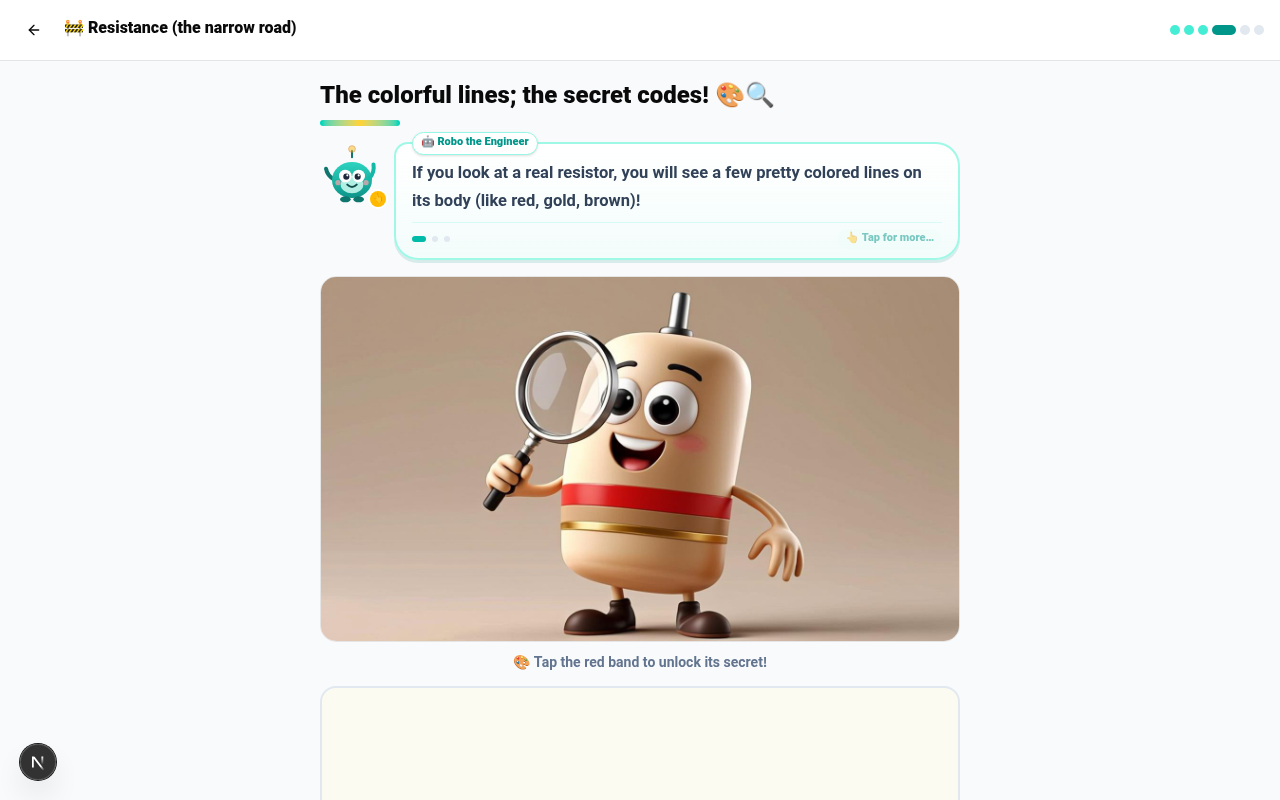 🚧 Resistance (the narrow road)
The colorful lines; the secret codes! 🎨🔍
🤖 Robo the Engineer
If you look at a real resistor, you will see a few pretty colored lines on
its body (like red, gold, brown)!
👆 Tap for more…
🎨 Tap the red band to unlock its secret!
N